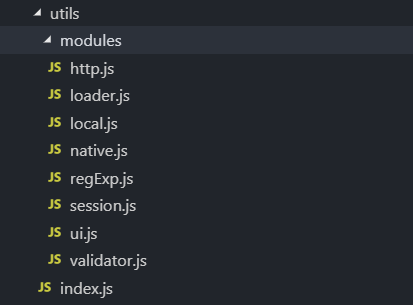 utils
modules
JS http.js
JS loader.js
JS local.js
JS native.js
JS regExp.js
JS session.js
JS ui.js
JS validator.js
JS index.js